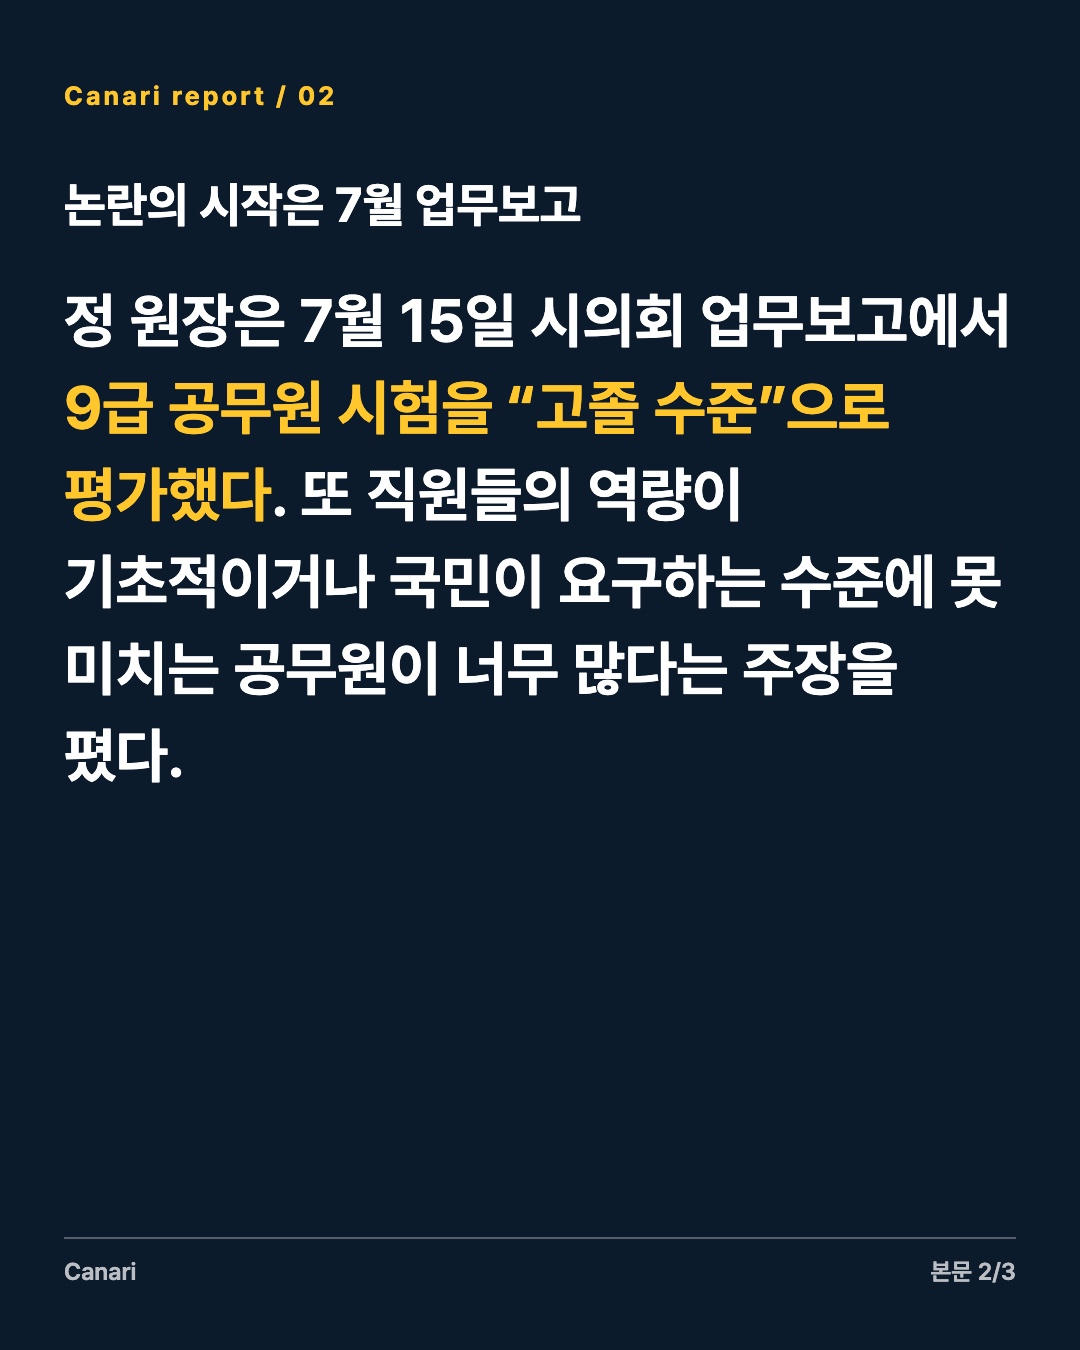 Canari report / 02
논란의 시작은 7월 업무보고
정 원장은 7월 15일 시의회 업무보고에서
9급 공무원 시험을 “고졸 수준”으로
평가했다. 또 직원들의 역량이
기초적이거나 국민이 요구하는 수준에 못
미치는 공무원이 너무 많다는 주장을
폈다.
Canari
본문 2/3